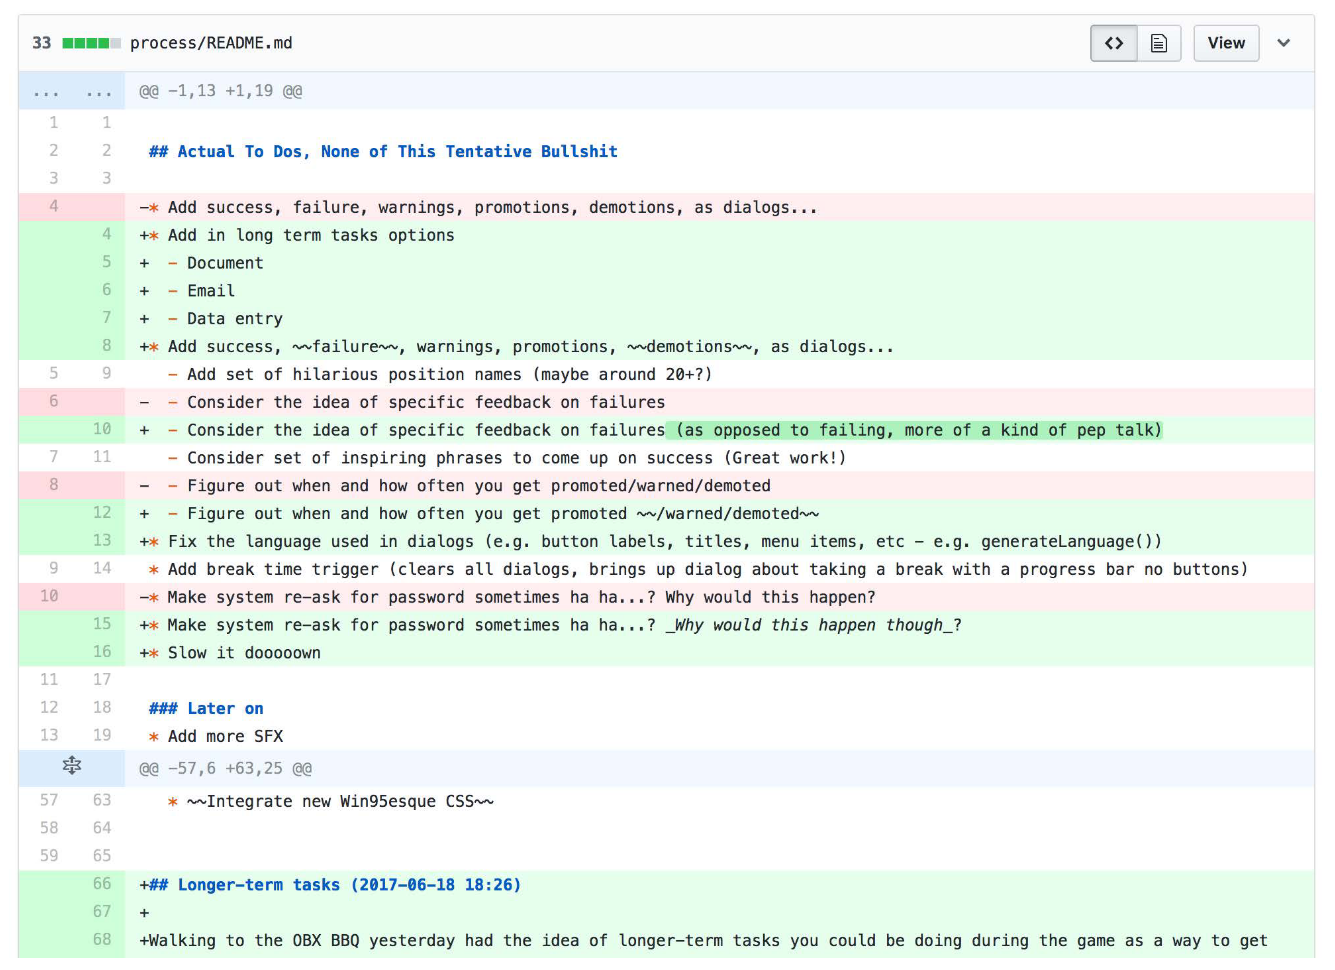 33 process/README.md <> View
... ... @@ -1,13 +1,19 @@
1 1
2 2 ## Actual To Dos, None of This Tentative Bullshit
3 3
4 -* Add success, failure, warnings, promotions, demotions, as dialogs...
4 +* Add in long term tasks options
5 + - Document
6 + - Email
7 + - Data entry
8 +* Add success, ~~failure~~, warnings, promotions, ~~demotions~~, as dialogs...
5 9 - Add set of hilarious position names (maybe around 20+?)
6 - - Consider the idea of specific feedback on failures
10 + - Consider the idea of specific feedback on failures (as opposed to failing, more of a kind of pep talk)
7 11 - Consider set of inspiring phrases to come up on success (Great work!)
8 - - Figure out when and how often you get promoted/warned/demoted
12 + - Figure out when and how often you get promoted ~~/warned/demoted~~
13 +* Fix the language used in dialogs (e.g. button labels, titles, menu items, etc - e.g. generateLanguage())
9 14 * Add break time trigger (clears all dialogs, brings up dialog about taking a break with a progress bar no buttons)
10 -* Make system re-ask for password sometimes ha ha...? Why would this happen?
15 +* Make system re-ask for password sometimes ha ha...? _Why would this happen though_?
16 +* Slow it dooooown
11 17
12 18 ### Later on
13 19 * Add more SFX
@@ -57,6 +63,25 @@
57 63 * ~~Integrate new Win95esque CSS~~
58 64
59 65
66 +## Longer-term tasks (2017-06-18 18:26)
67 +
68 +Walking to the OBX BBQ yesterday had the idea of longer-term tasks you could be doing during the game as a way to get